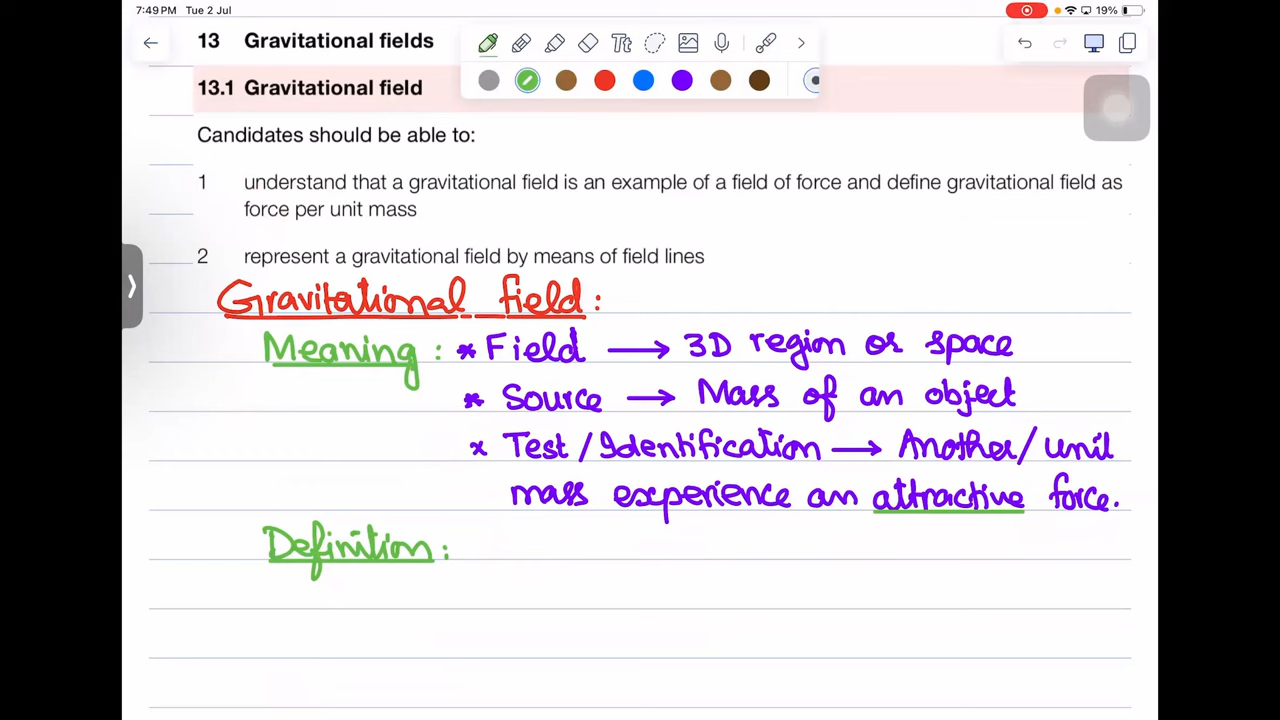 7:49 PM Tue 2 Jul
19%
13 Gravitational fields
Tt
13.1 Gravitational field
Candidates should be able to:
1 understand that a gravitational field is an example of a field of force and define gravitational field as
force per unit mass
2 represent a gravitational field by means of field lines
Gravitational field:
Meaning: * Field → 3D region or space
* Source → Mass of an object
* Test/Identification → Another/unit
mass experience an attractive force.
Definition: